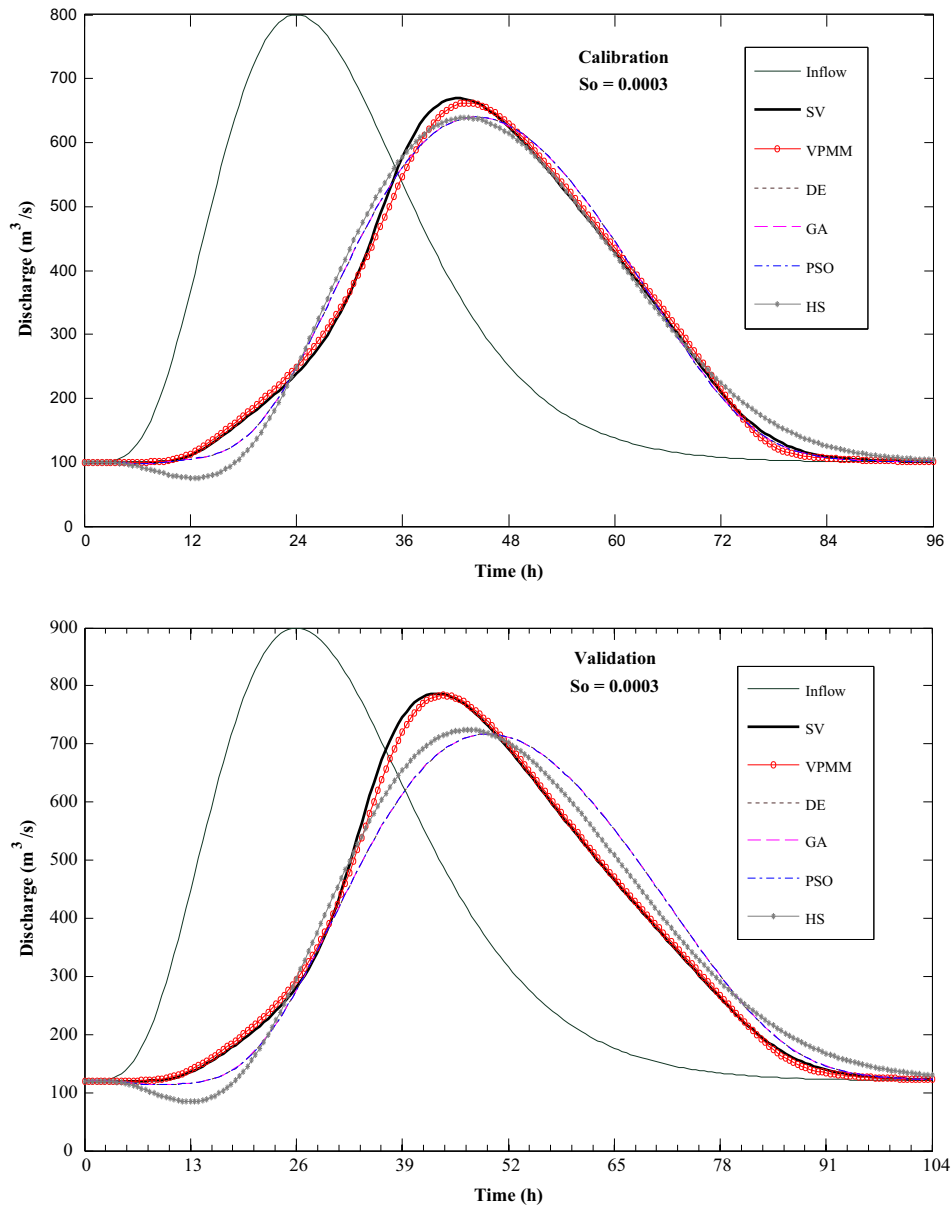 800
700
600
500
400
300
200
100
0
Discharge (m³/s)
Calibration
So = 0.0003
Inflow
SV
VPMM
DE
GA
PSO
HS
0 12 24 36 48 60 72 84 96
Time (h)
900
800
700
600
500
400
300
200
100
0
Discharge (m³/s)
Validation
So = 0.0003
Inflow
SV
VPMM
DE
GA
PSO
HS
0 13 26 39 52 65 78 91 104
Time (h)